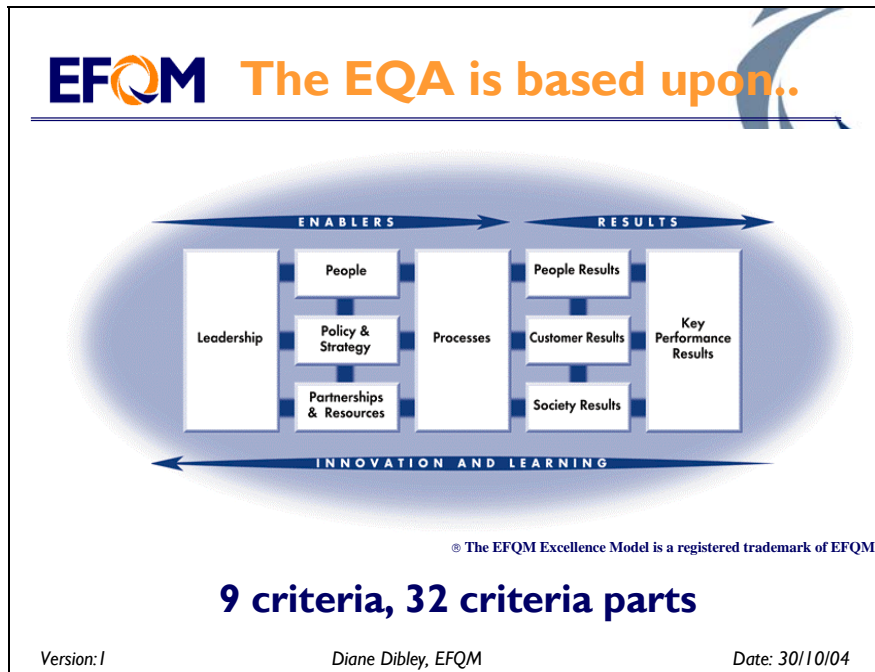 EFQM The EQA is based upon..
ENABLERS RESULTS
Leadership
People
Policy &
Strategy
Partnerships
& Resources
Processes
People Results
Customer Results
Society Results
Key
Performance
Results
INNOVATION AND LEARNING
® The EFQM Excellence Model is a registered trademark of EFQM
9 criteria, 32 criteria parts
Version:1 Diane Dibley, EFQM Date: 30/10/04